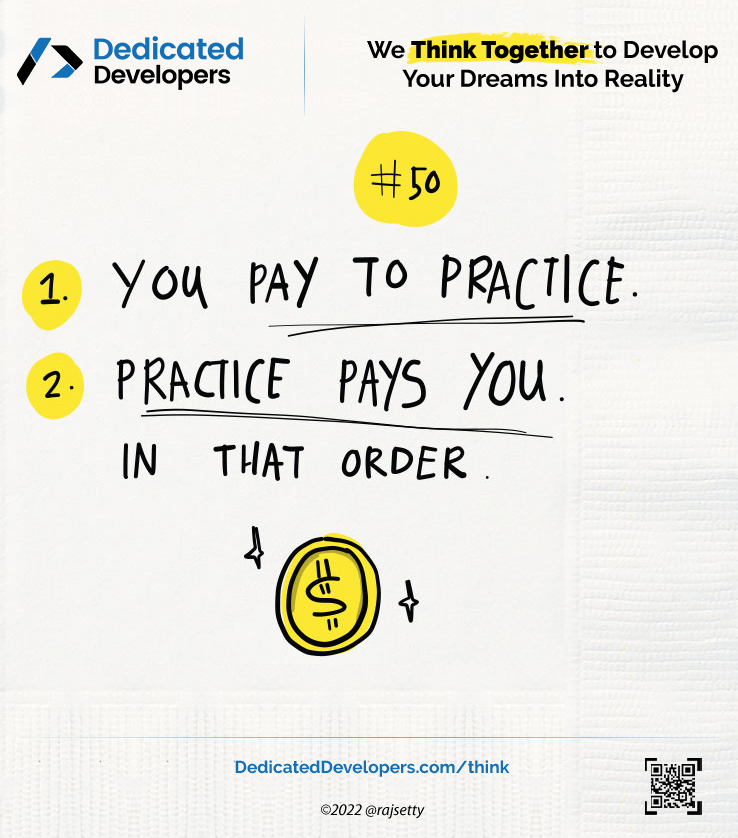 Dedicated
Developers
We Think Together to Develop
Your Dreams Into Reality
#50
1. YOU PAY TO PRACTICE.
2. PRACTICE PAYS YOU.
IN THAT ORDER.
$
DedicatedDevelopers.com/think
©2022 @rajsetty